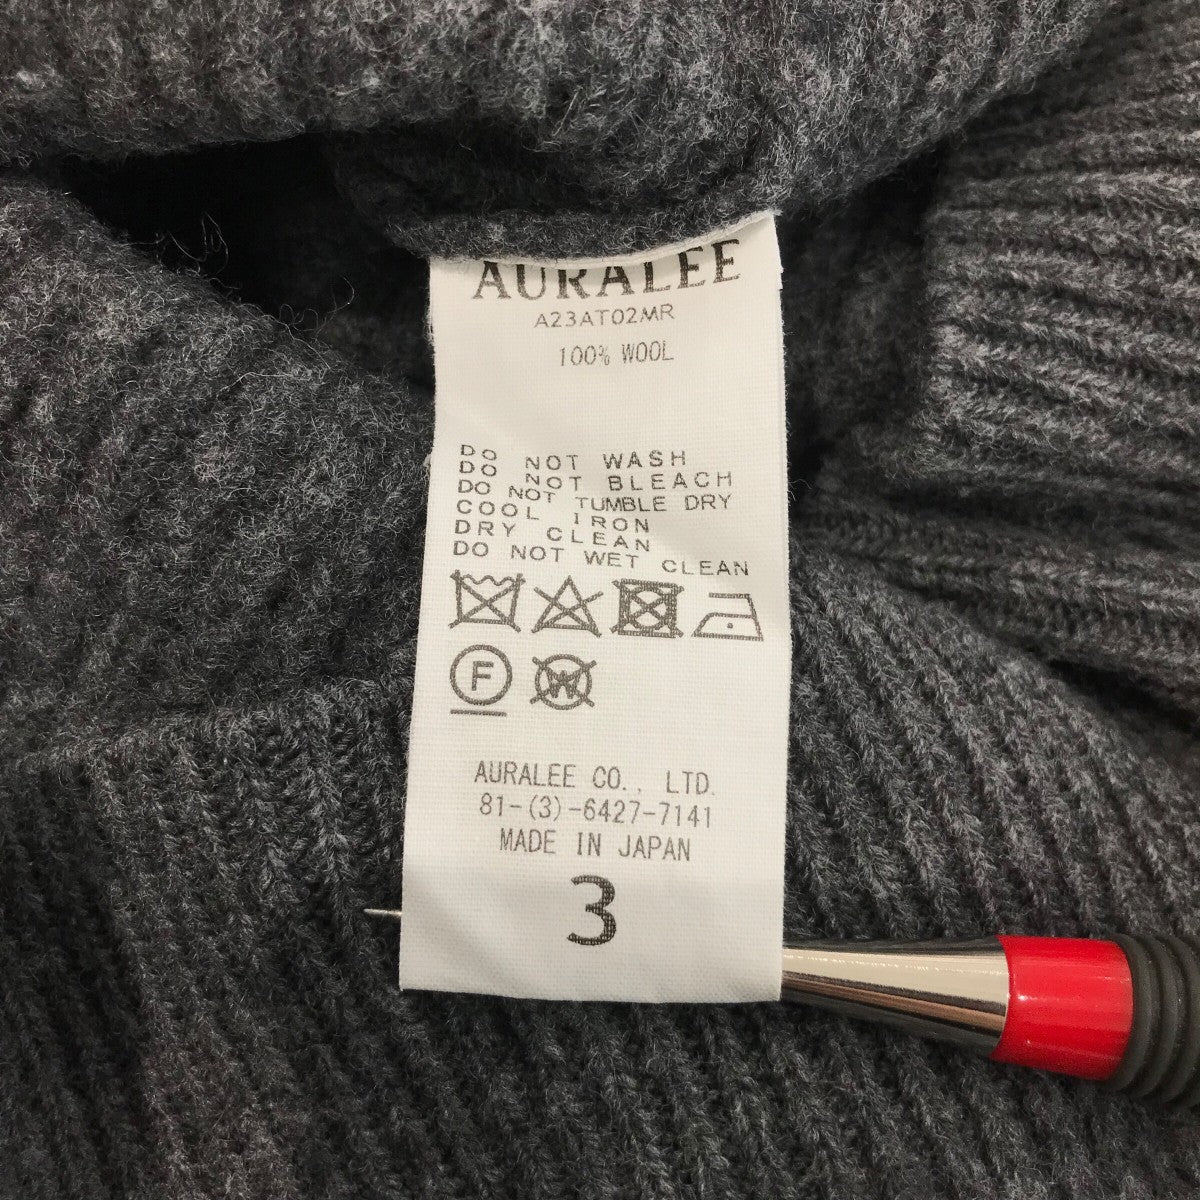 AURALEE
A23AT02MR
100% WOOL
DO NOT WASH
DO NOT BLEACH
DO NOT TUMBLE DRY
COOL IRON
DRY CLEAN
DO NOT WET CLEAN
F W
AURALEE CO., LTD.
81-(3)-6427-7141
MADE IN JAPAN
3